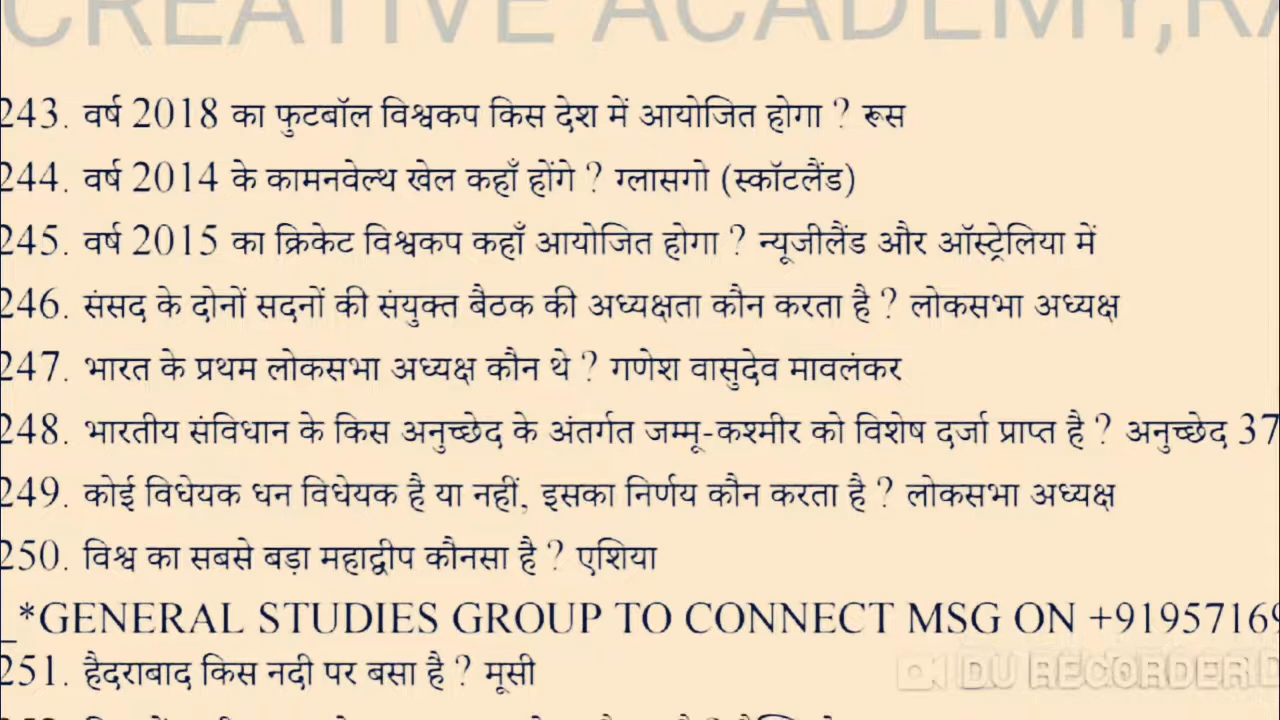 CREATIVE ACADEMY,RA
243. वर्ष 2018 का फुटबॉल विश्वकप किस देश में आयोजित होगा ? रूस
244. वर्ष 2014 के कामनवेल्थ खेल कहाँ होंगे ? ग्लासगो (स्कॉटलैंड)
245. वर्ष 2015 का क्रिकेट विश्वकप कहाँ आयोजित होगा ? न्यूजीलैंड और ऑस्ट्रेलिया में
246. संसद के दोनों सदनों की संयुक्त बैठक की अध्यक्षता कौन करता है ? लोकसभा अध्यक्ष
247. भारत के प्रथम लोकसभा अध्यक्ष कौन थे ? गणेश वासुदेव मावलंकर
248. भारतीय संविधान के किस अनुच्छेद के अंतर्गत जम्मू-कश्मीर को विशेष दर्जा प्राप्त है ? अनुच्छेद 37
249. कोई विधेयक धन विधेयक है या नहीं, इसका निर्णय कौन करता है ? लोकसभा अध्यक्ष
250. विश्व का सबसे बड़ा महाद्वीप कौनसा है ? एशिया
_*GENERAL STUDIES GROUP TO CONNECT MSG ON +91957169
251. हैदराबाद किस नदी पर बसा है ? मूसी
DU RECORDER